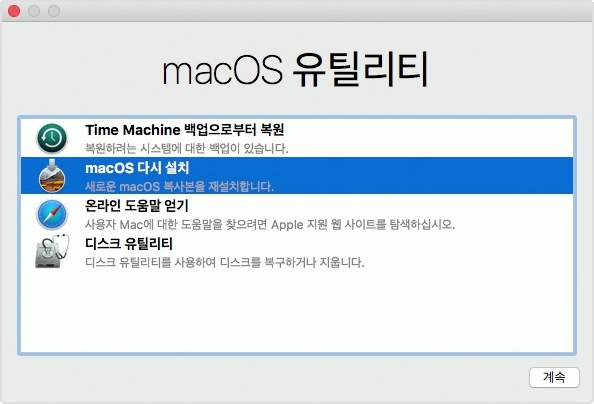 macOS 유틸리티
Time Machine 백업으로부터 복원
복원하려는 시스템에 대한 백업이 있습니다.
macOS 다시 설치
새로운 macOS 복사본을 재설치합니다.
온라인 도움말 얻기
사용자 Mac에 대한 도움말을 찾으려면 Apple 지원 웹 사이트를 탐색하십시오.
디스크 유틸리티
디스크 유틸리티를 사용하여 디스크를 복구하거나 지웁니다.
계속